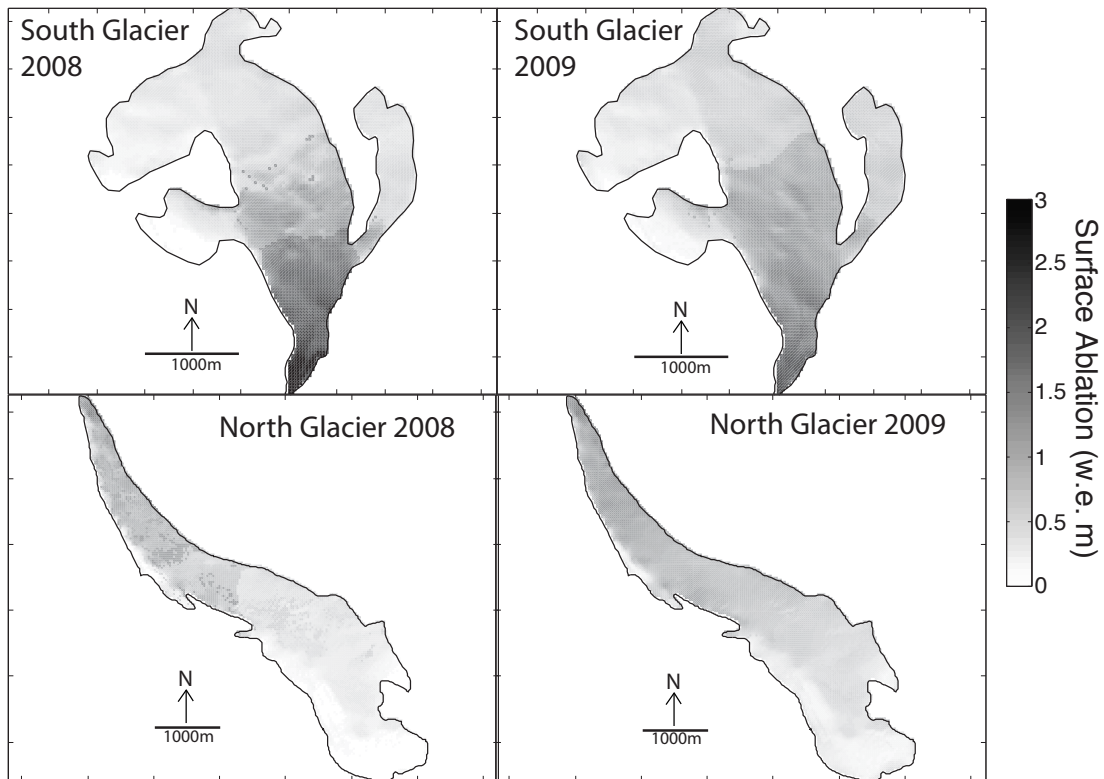 South Glacier
2008
N
1000m
South Glacier
2009
N
1000m
North Glacier 2008
N
1000m
North Glacier 2009
N
1000m
3
2.5
2
1.5
1
0.5
0
Surface Ablation (w.e. m)